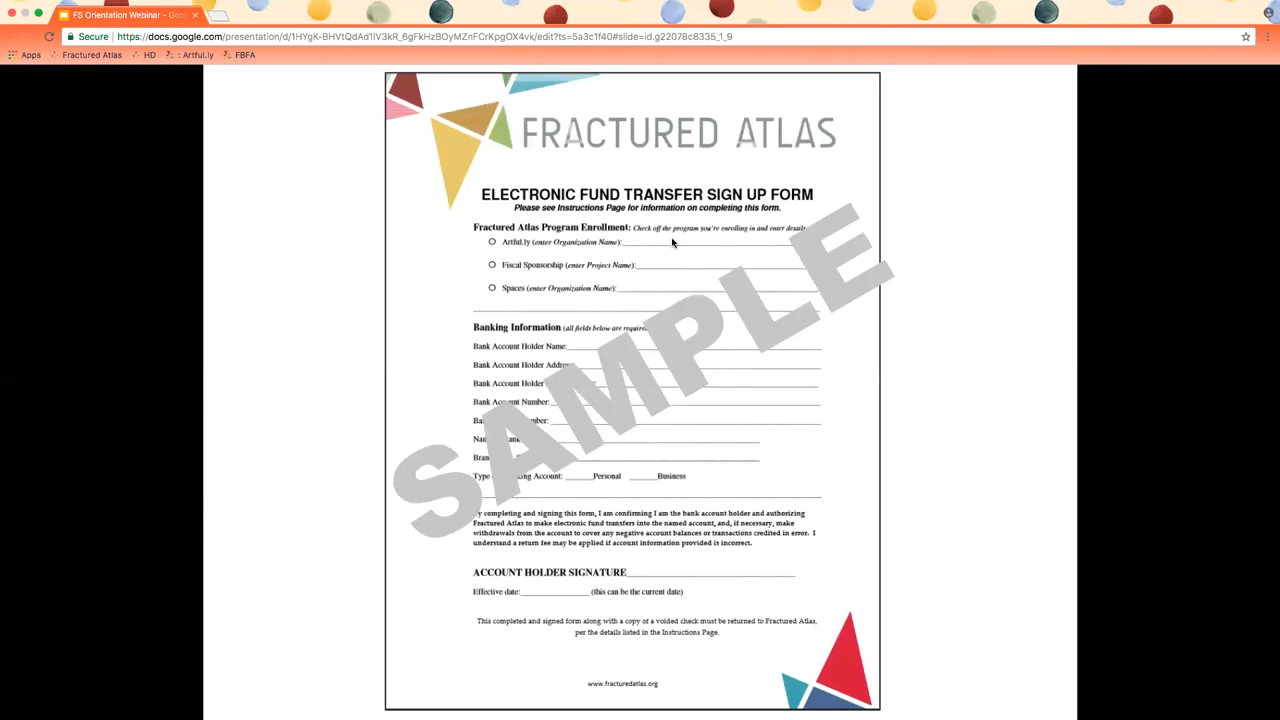 FS Orientation Webinar - Goo
Secure https://docs.google.com/presentation/d/1HYgK-BHVtQdAd1IV3kR_6gFkHzBOyMZnFCrKpgOX4vk/edit?ts=5a3c1f40#slide=id.g22078c8335_1_9
Apps Fractured Atlas HD : Artful.ly FBFA
FRACTURED ATLAS
ELECTRONIC FUND TRANSFER SIGN UP FORM
Please see Instructions Page for information on completing this form.
Fractured Atlas Program Enrollment: Check off the program you're enrolling in and enter details
Artful.ly (enter Organization Name):
Fiscal Sponsorship (enter Project Name):
Spaces (enter Organization Name):
Banking Information (all fields below are require
Bank Account Holder Name:
Bank Account Holder Addre
Bank Account Holder
Bank Account Number:
Ba mber:
Nam
Bran
Type ing Account: Personal Business
SAMPLE
y completing and signing this form, I am confirming I am the bank account holder and authorizing
Fractured Atlas to make electronic fund transfers into the named account, and, if necessary, make
withdrawals from the account to cover any negative account balances or transactions credited in error. I
understand a return fee may be applied if account information provided is incorrect.
ACCOUNT HOLDER SIGNATURE
Effective date: (this can be the current date)
This completed and signed form along with a copy of a voided check must be returned to Fractured Atlas,
per the details listed in the Instructions Page.
www.fracturedatlas.org